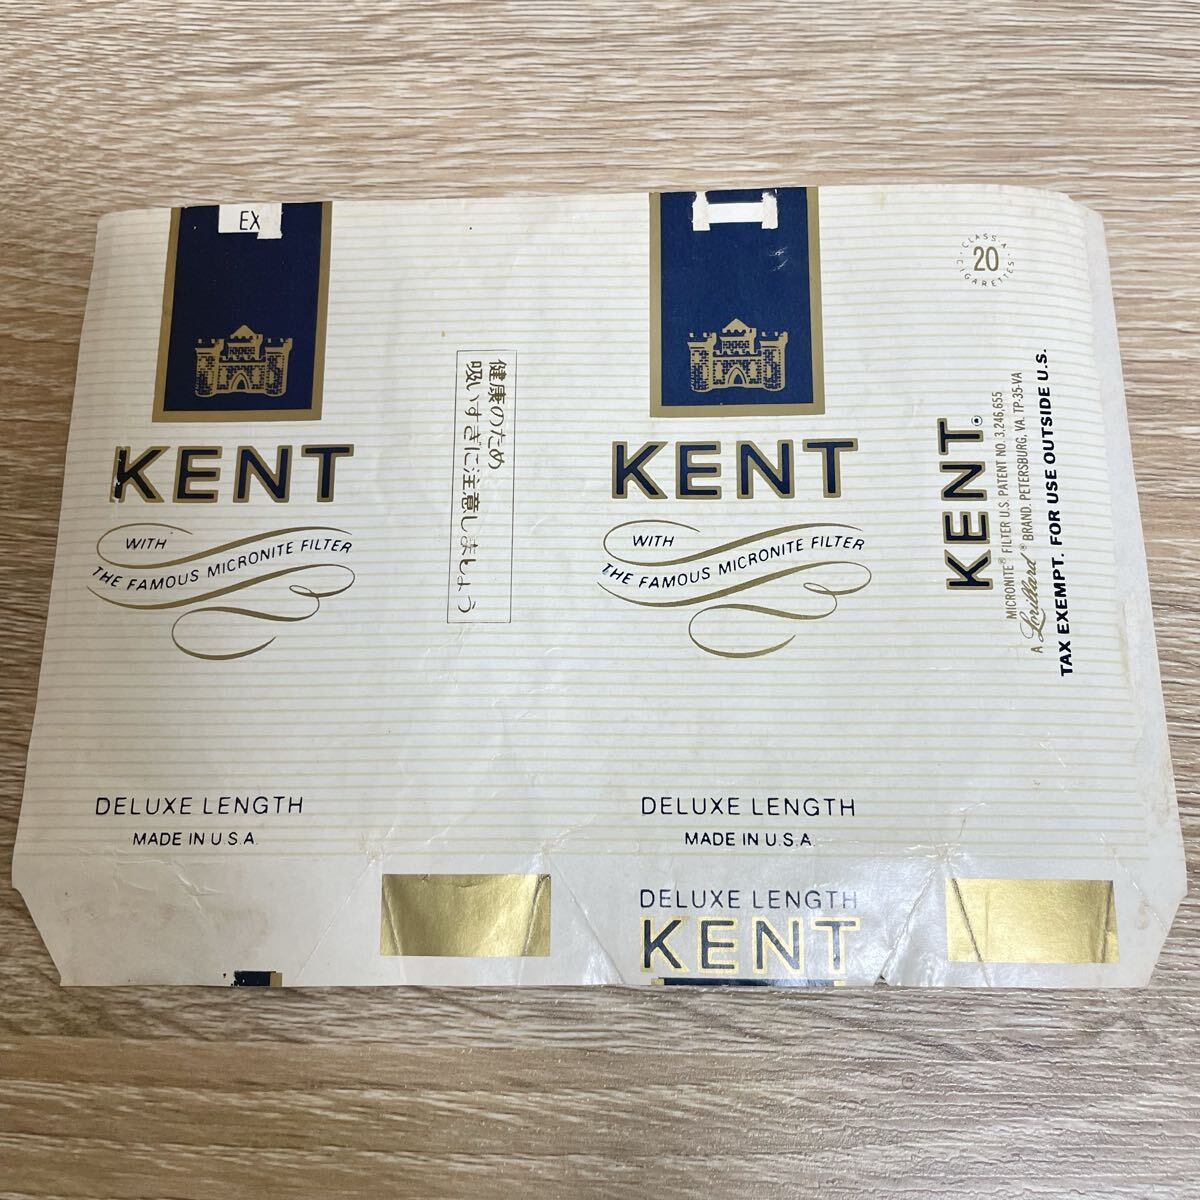 EX
KENT
WITH
THE FAMOUS MICRONITE FILTER
DELUXE LENGTH
MADE IN U.S.A.
健康のため
吸いすぎに注意しましょう
KENT
WITH
THE FAMOUS MICRONITE FILTER
DELUXE LENGTH
MADE IN U.S.A.
DELUXE LENGTH
KENT
CLASS A
20
CIGARETTES
KENT®
MICRONITE® FILTER U.S. PATENT NO. 3,246,655
A Lorillard® BRAND. PETERSBURG, VA. TP-35-VA
TAX EXEMPT. FOR USE OUTSIDE U.S.